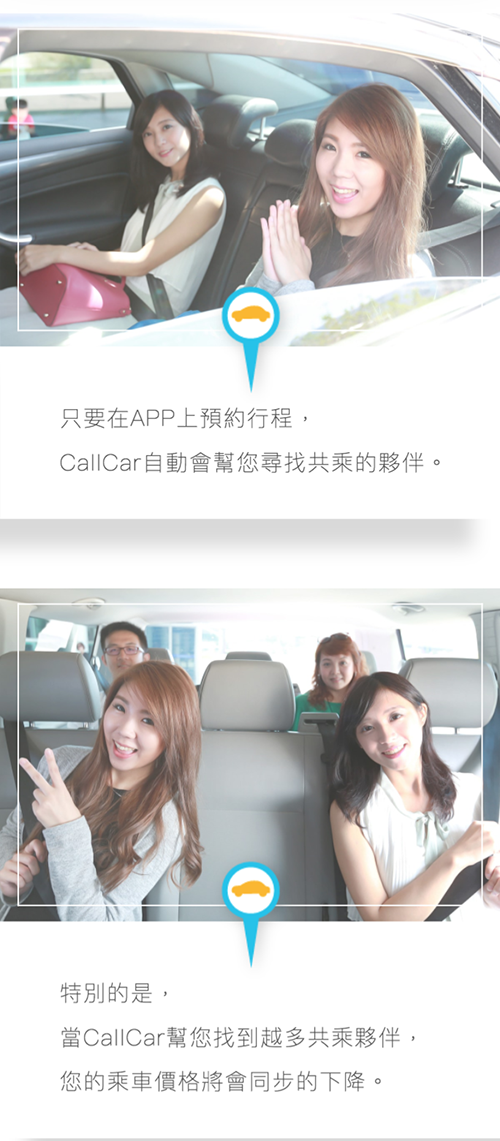 只要在APP上預約行程，
CallCar自動會幫您尋找共乘的夥伴。
特別的是，
當CallCar幫您找到越多共乘夥伴，
您的乘車價格將會同步的下降。